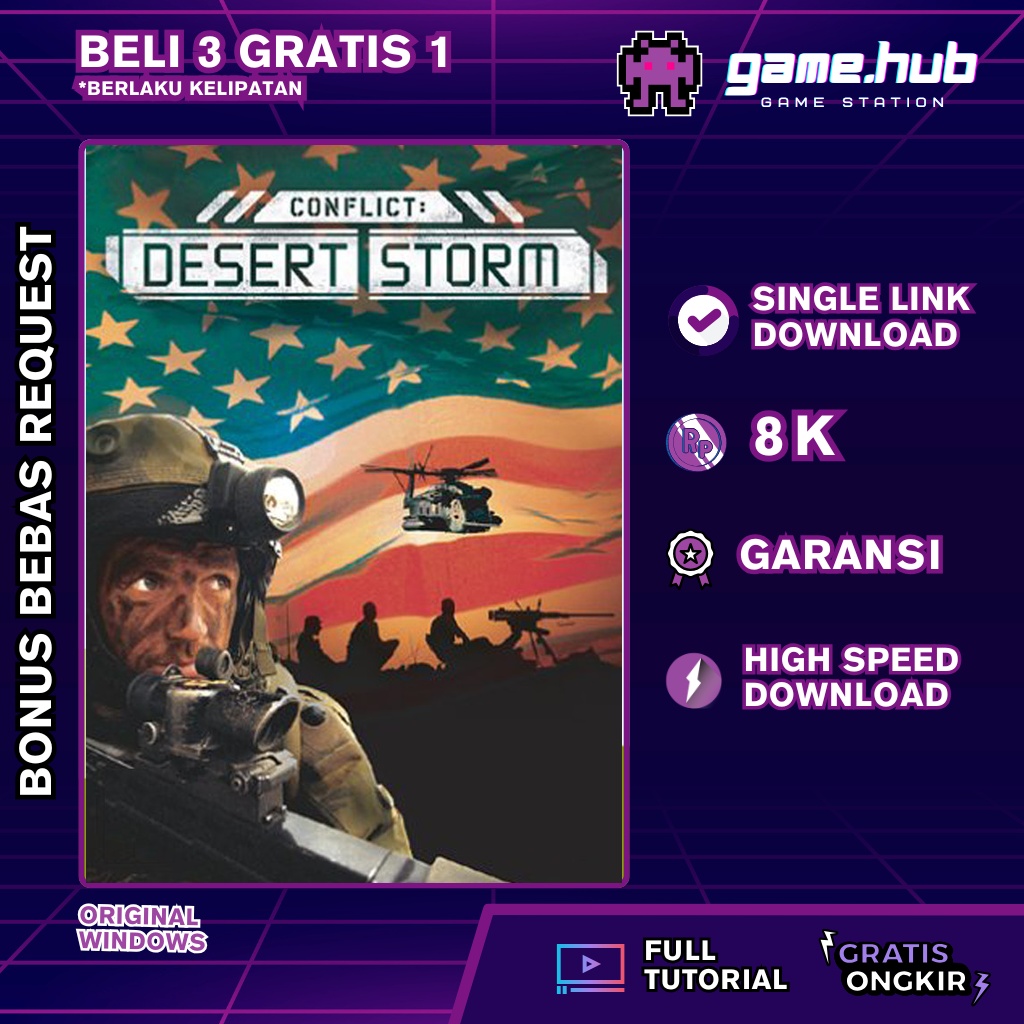 BELI 3 GRATIS 1
*BERLAKU KELIPATAN
game.hub
GAME STATION
BONUS BEBAS REQUEST
CONFLICT:
DESERT STORM
SINGLE LINK
DOWNLOAD
Rp
8K
GARANSI
HIGH SPEED
DOWNLOAD
ORIGINAL
WINDOWS
FULL
TUTORIAL
GRATIS
ONGKIR